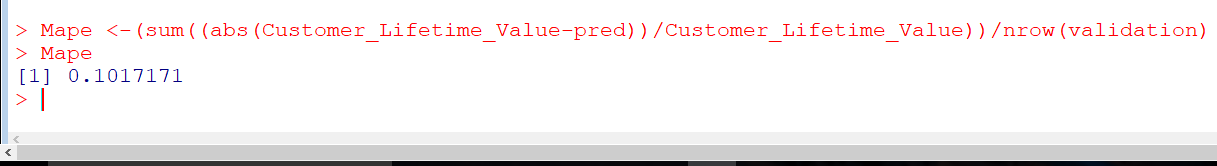 > Mape <-(sum((abs(Customer_Lifetime_Value-pred))/Customer_Lifetime_Value))/nrow(validation)
> Mape
[1] 0.1017171
>